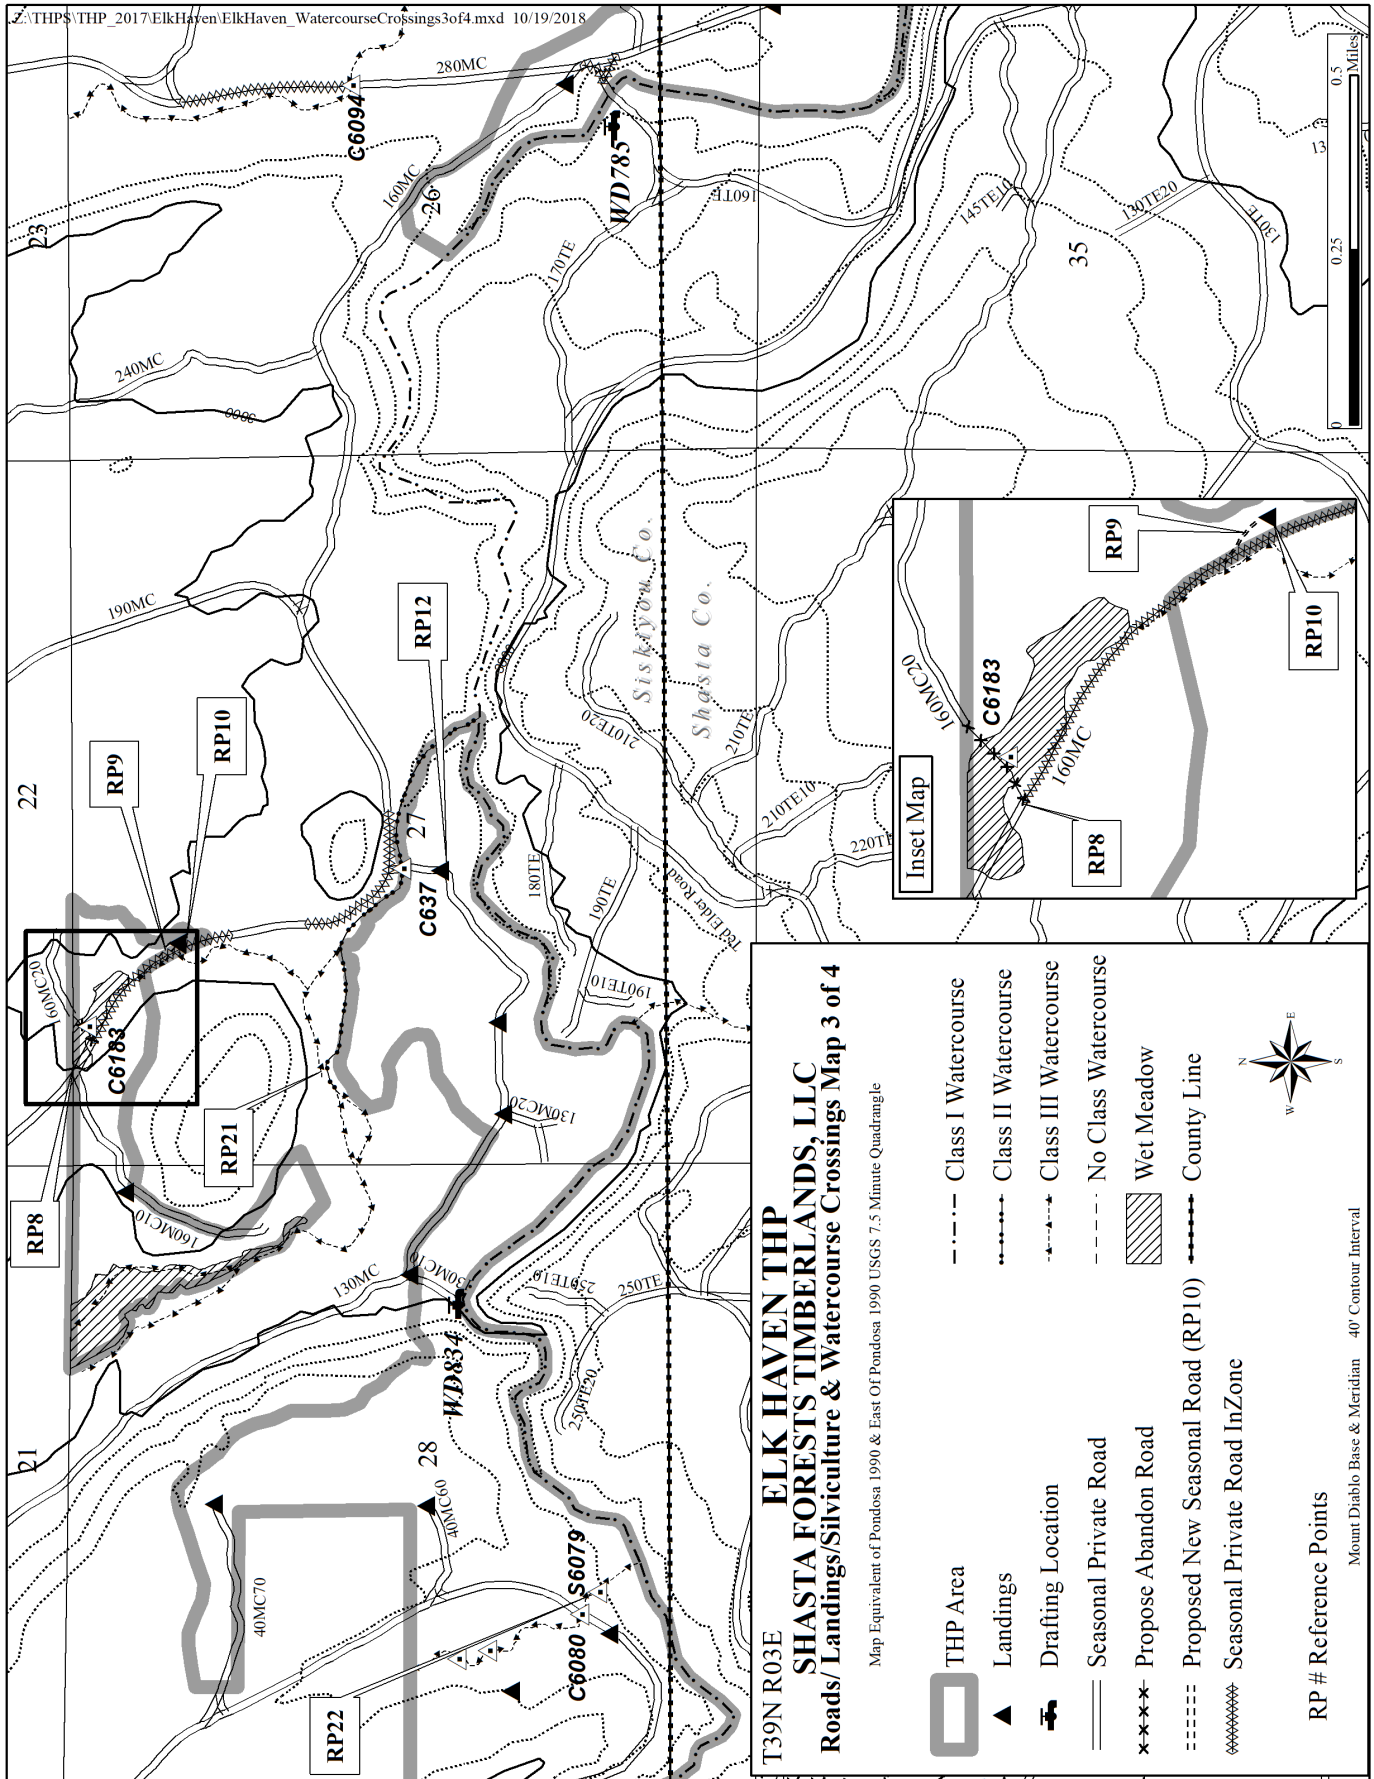 Z:\THPS\THP_2017\ElkHaven\ElkHaven_WatercourseCrossings3of4.mxd 10/19/2018
21
22
23
RP8
RP9
RP10
RP12
RP21
RP22
C6183
C637
C6094
C6080
S6079
WD834
WD785
26
27
28
35
160MC20
160MC10
130MC
130MC10
130MC20
190MC
240MC
160MC
280MC
40MC70
40MC60
3600
170TE
160TE
145TE10
130TE20
130TE
180TE
190TE
190TE10
210TE20
210TE
210TE
210TE10
220TE
250TE10
250TE
250TE20
Ted Elder Road
Siskiyou Co.
Shasta Co.
13
0
0.25
0.5
Miles
Inset Map
160MC20
C6183
160MC
RP8
RP9
RP10
T39N R03E
ELK HAVEN THP
SHASTA FORESTS TIMBERLANDS, LLC
Roads/ Landings/Silviculture & Watercourse Crossings Map 3 of 4
Map Equivalent of Pondosa 1990 & East Of Pondosa 1990 USGS 7.5 Minute Quadrangle
THP Area
Landings
Drafting Location
Seasonal Private Road
Propose Abandon Road
Proposed New Seasonal Road (RP10)
Seasonal Private Road InZone
Class I Watercourse
Class II Watercourse
Class III Watercourse
No Class Watercourse
Wet Meadow
County Line
RP # Reference Points
N
E
S
W
Mount Diablo Base & Meridian 40' Contour Interval